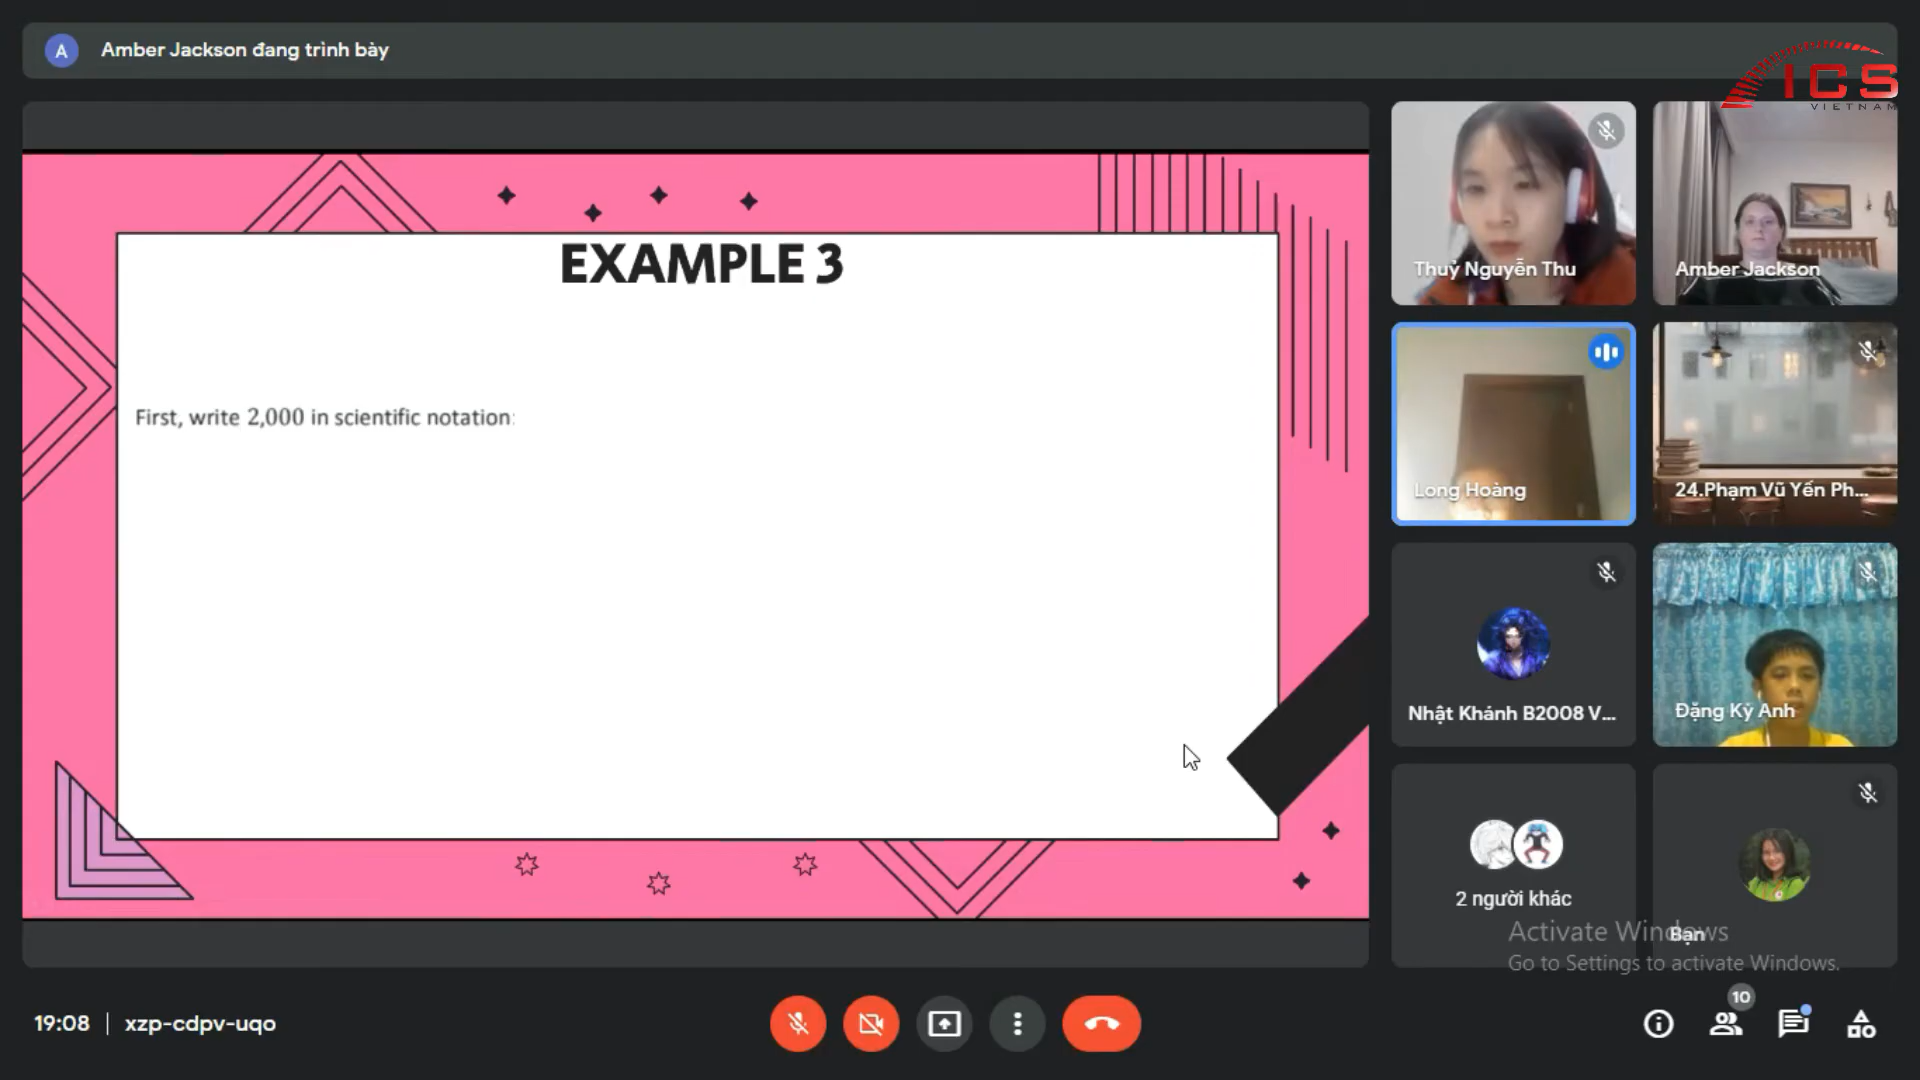 A Amber Jackson đang trình bày
ICS
VIETNAM
EXAMPLE 3
First, write 2,000 in scientific notation:
Thuỷ Nguyễn Thu
Amber Jackson
Long Hoàng
24.Phạm Vũ Yến Ph...
Nhật Khánh B2008 V...
Đặng Kỳ Anh
2 người khác
Bạn
Activate Windows
Go to Settings to activate Windows.
19:08 | xzp-cdpv-uqo
10